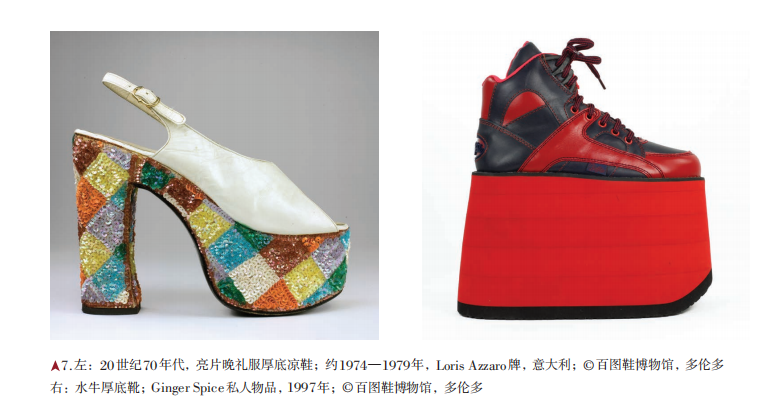 ▲7.左：20世纪70年代，亮片晚礼服厚底凉鞋；约1974—1979年，Loris Azzaro牌，意大利；©百图鞋博物馆，多伦多
右：水牛厚底靴；Ginger Spice私人物品，1997年；©百图鞋博物馆，多伦多